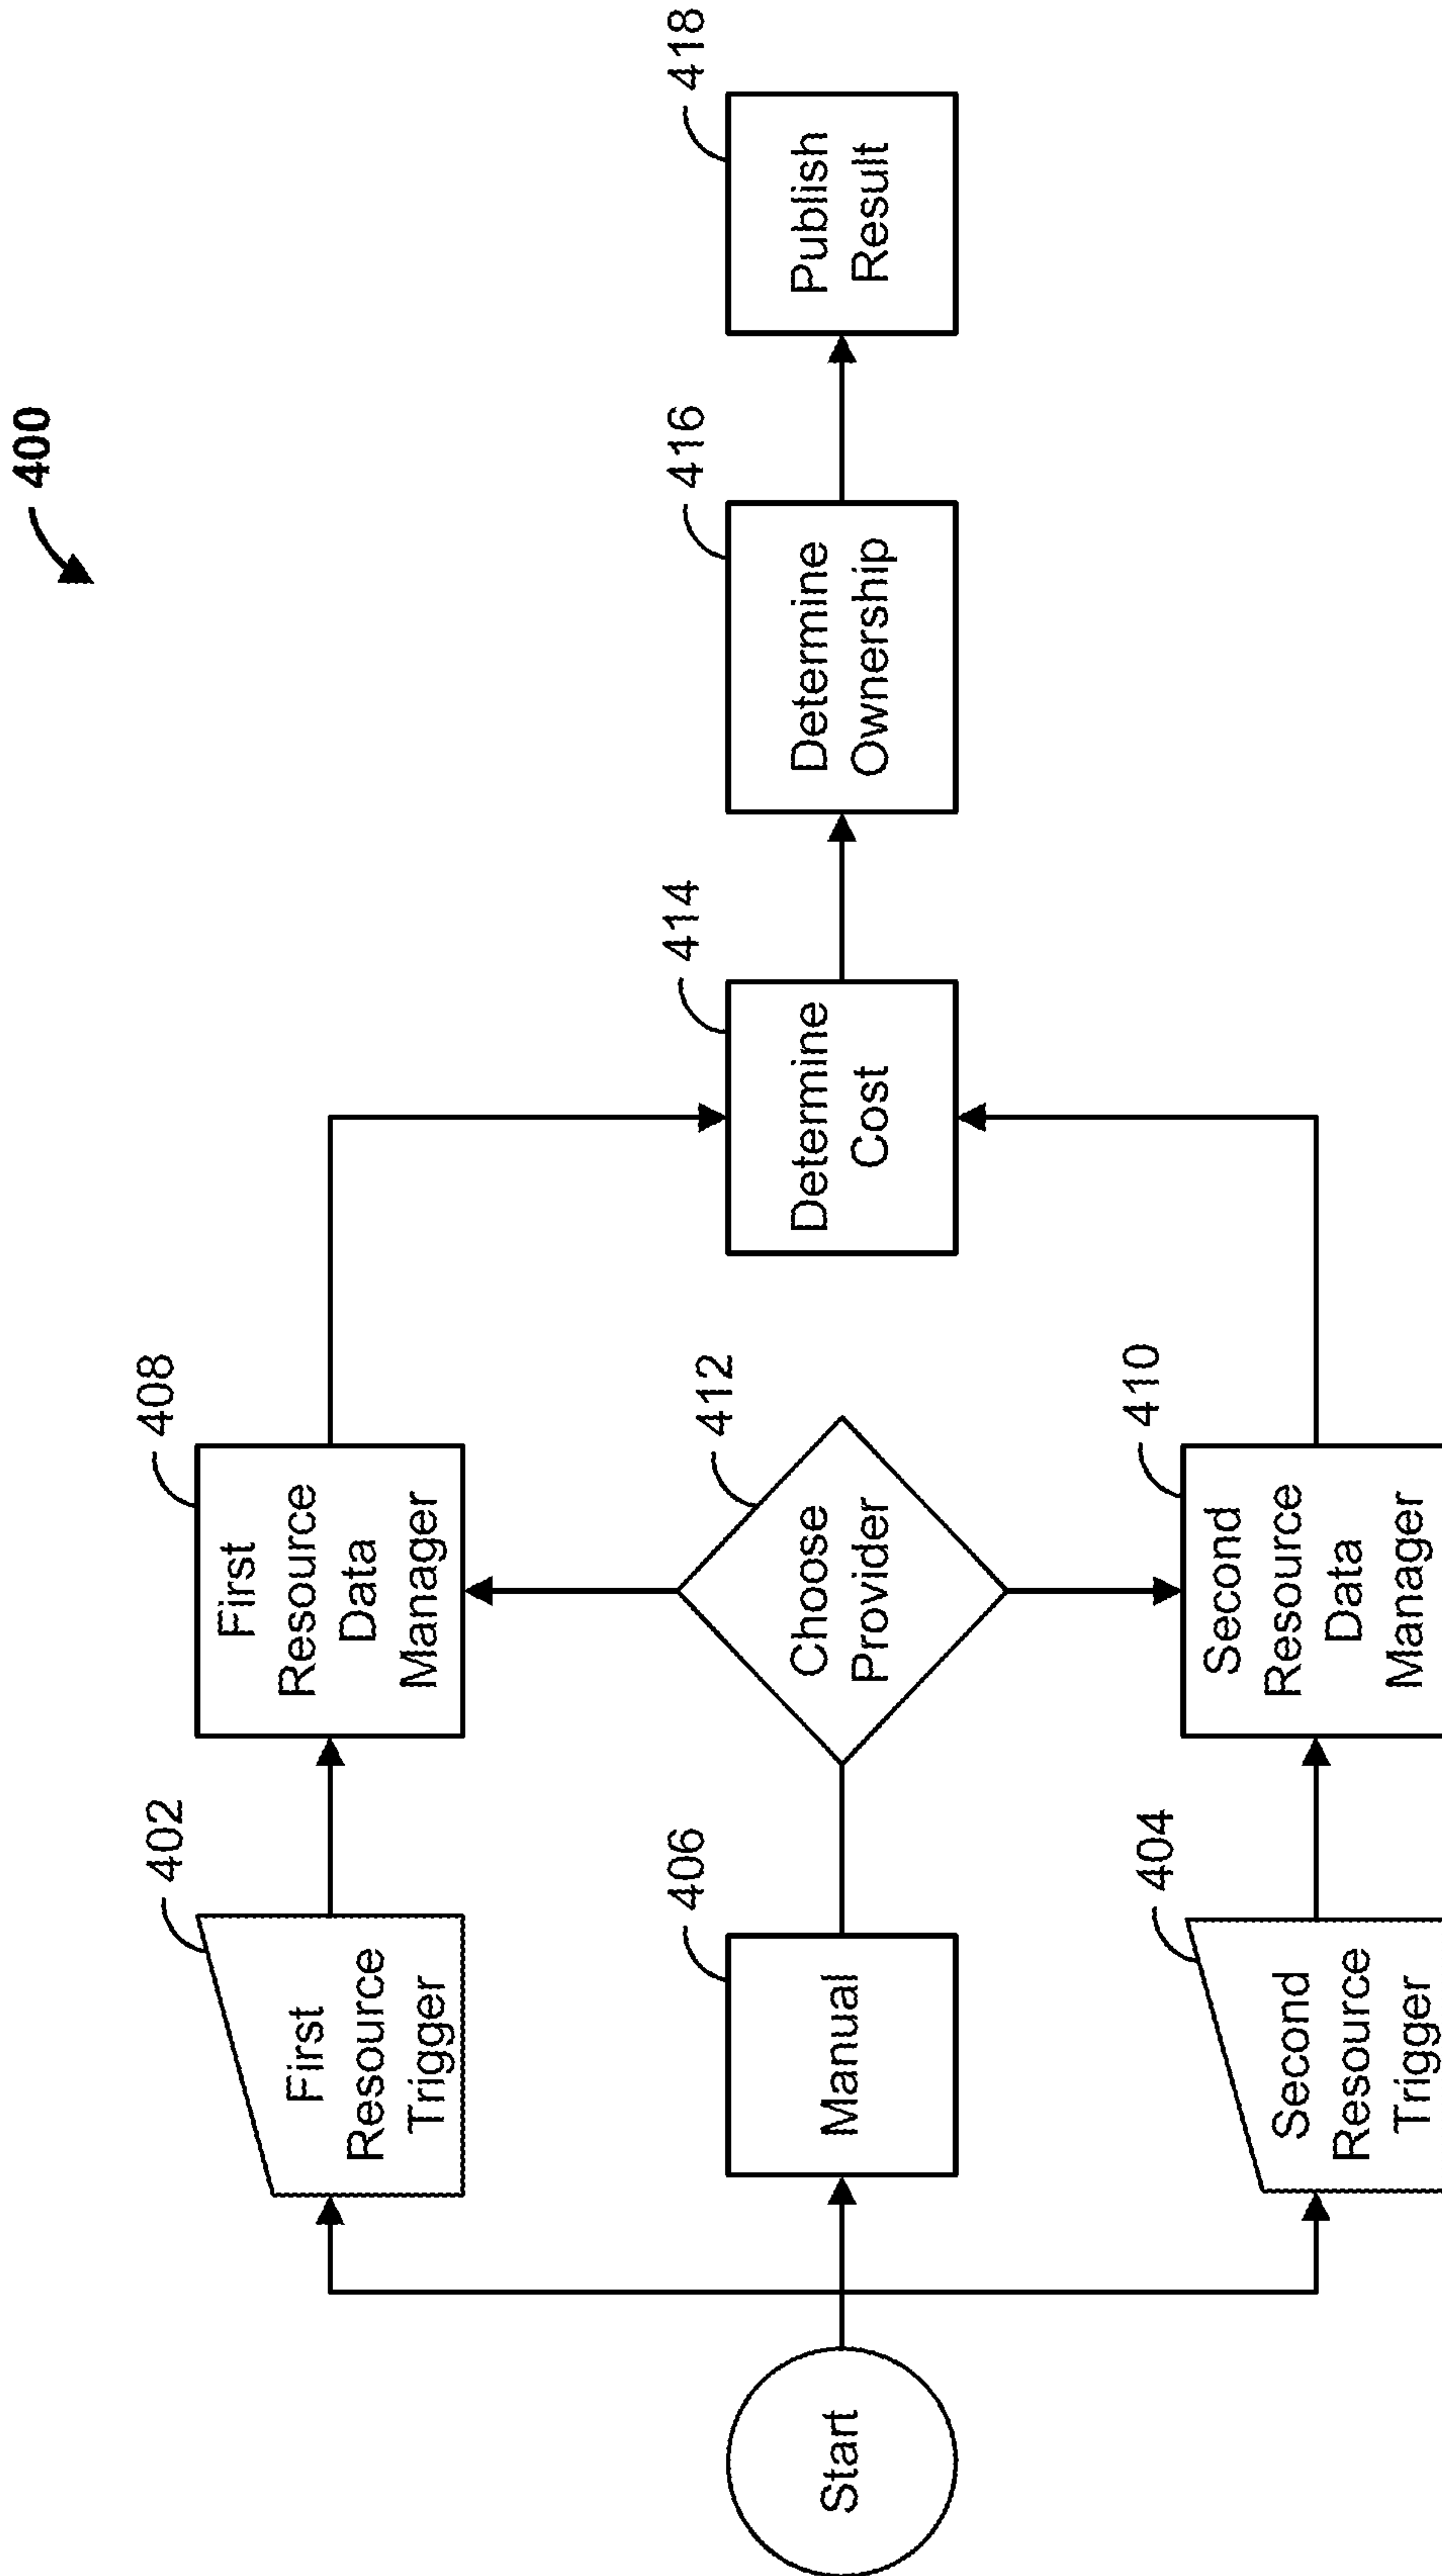 400
Start
402
First
Resource
Trigger
408
First
Resource
Data
Manager
406
Manual
412
Choose
Provider
404
Second
Resource
Trigger
410
Second
Resource
Data
Manager
414
Determine
Cost
416
Determine
Ownership
418
Publish
Result